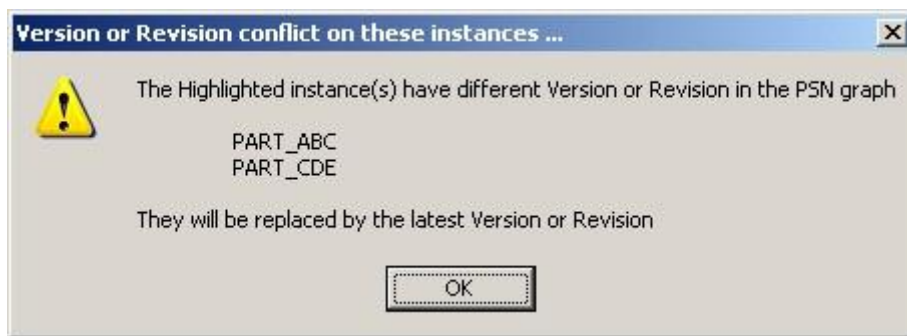 Version or Revision conflict on these instances ...
The Highlighted instance(s) have different Version or Revision in the PSN graph
PART_ABC
PART_CDE
They will be replaced by the latest Version or Revision
OK